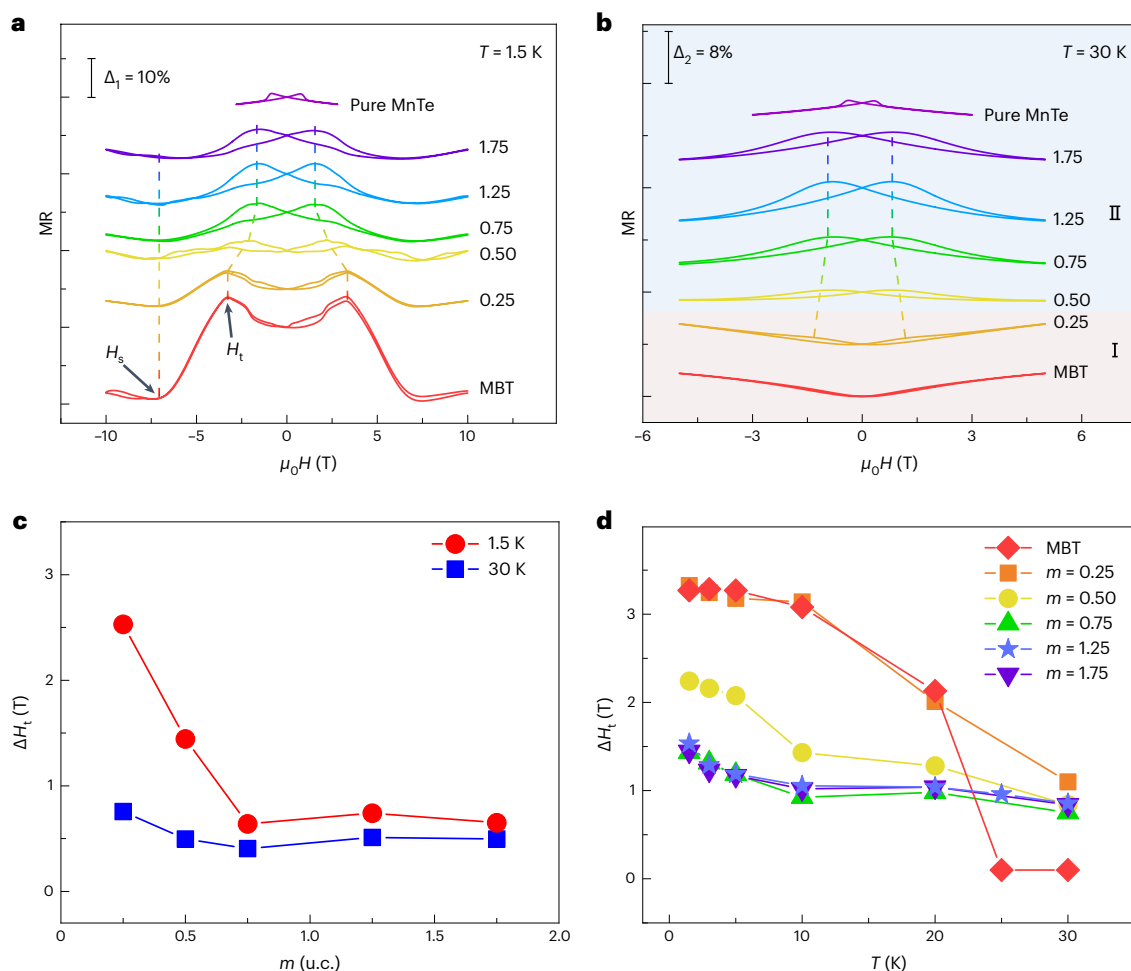 a
T = 1.5 K
Δ1 = 10%
Pure MnTe
1.75
1.25
0.75
0.50
0.25
MBT
Hs
Ht
MR
−10
−5
0
5
10
μ0H (T)
b
T = 30 K
Δ2 = 8%
Pure MnTe
1.75
1.25
II
0.75
0.50
0.25
I
MBT
MR
−6
−3
0
3
6
μ0H (T)
c
1.5 K
30 K
3
2
1
0
ΔHt (T)
0
0.5
1.0
1.5
2.0
m (u.c.)
d
MBT
m = 0.25
m = 0.50
m = 0.75
m = 1.25
m = 1.75
3
2
1
0
ΔHt (T)
0
10
20
30
T (K)